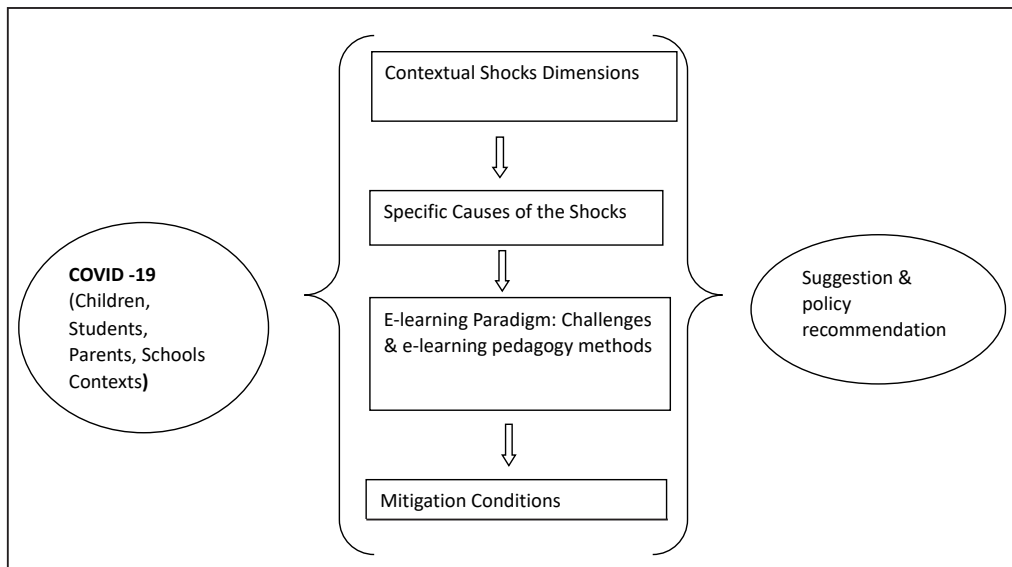 Contextual Shocks Dimensions
Specific Causes of the Shocks
COVID -19
(Children,
Students,
Parents, Schools
Contexts)
E-learning Paradigm: Challenges
& e-learning pedagogy methods
Mitigation Conditions
Suggestion &
policy
recommendation